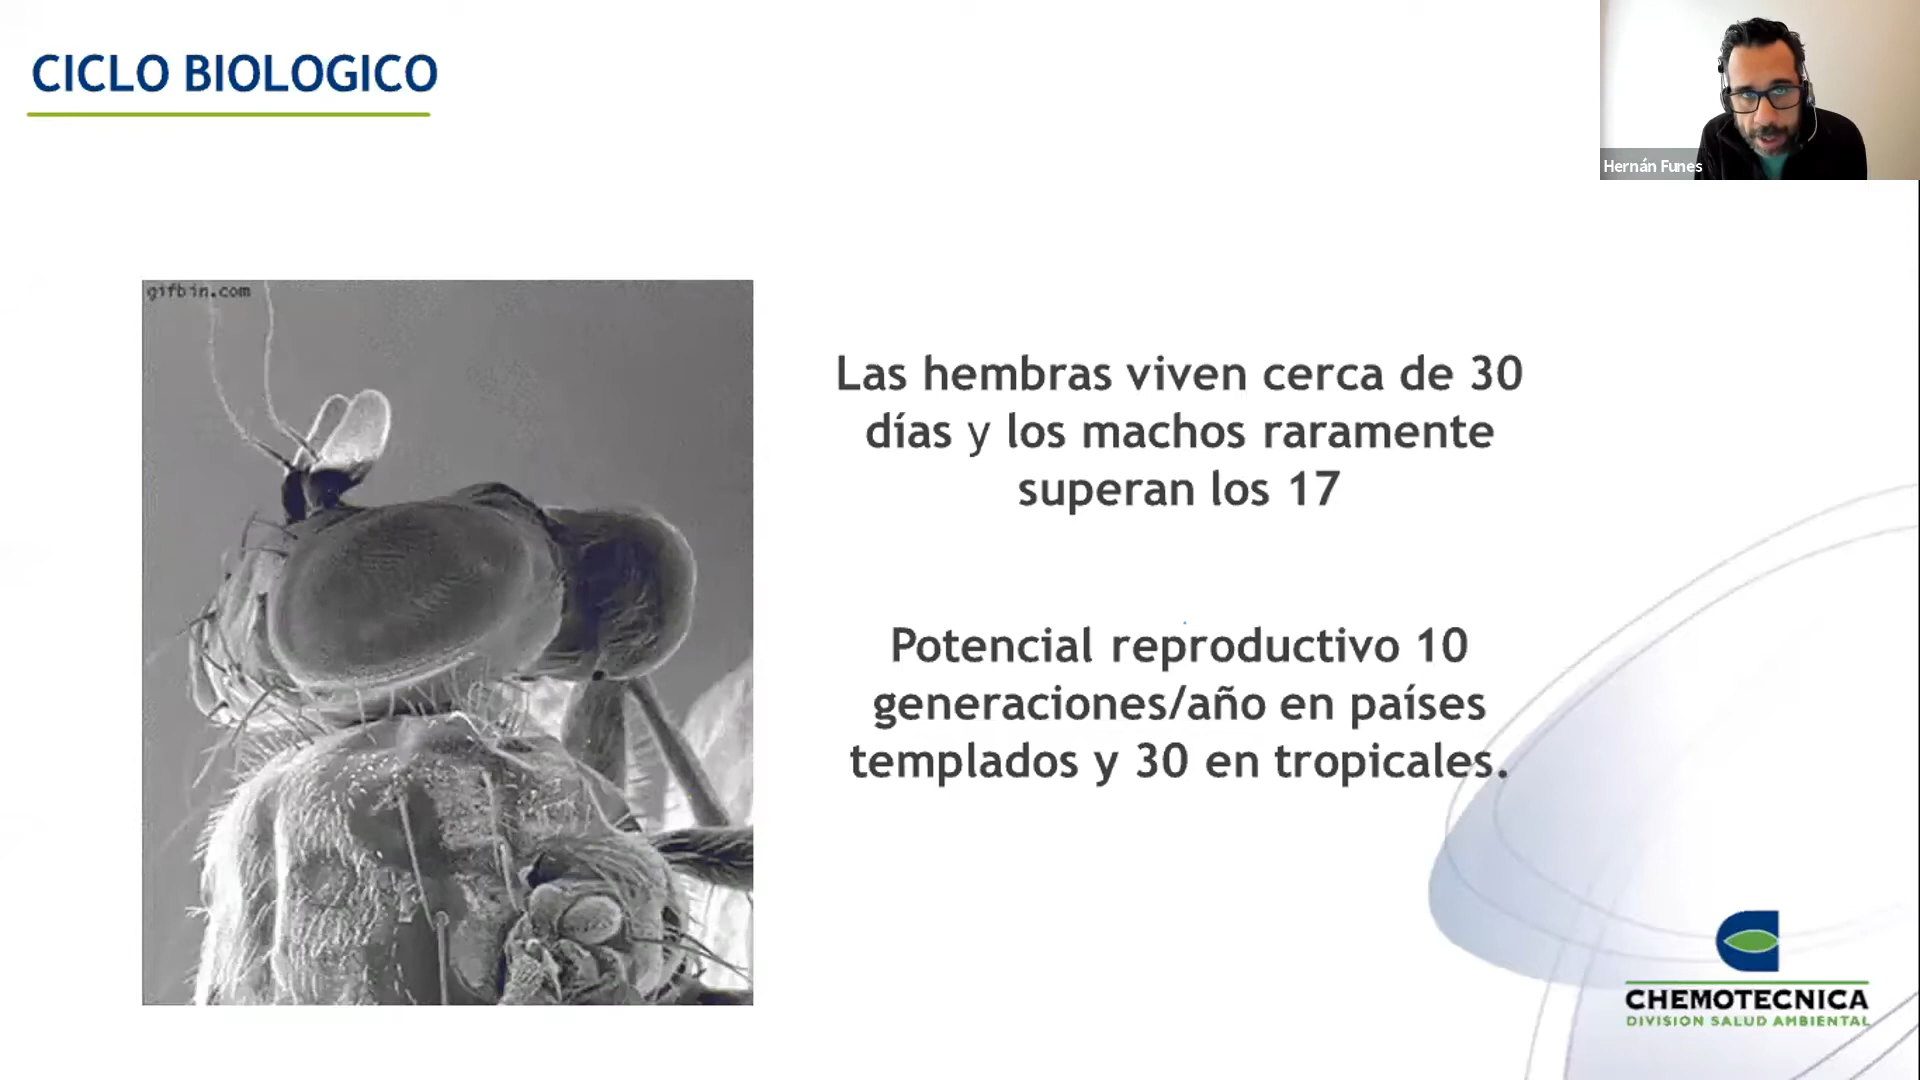 CICLO BIOLOGICO
Hernán Funes
gifbin.com
Las hembras viven cerca de 30
días y los machos raramente
superan los 17
Potencial reproductivo 10
generaciones/año en países
templados y 30 en tropicales.
CHEMOTECNICA
DIVISION SALUD AMBIENTAL